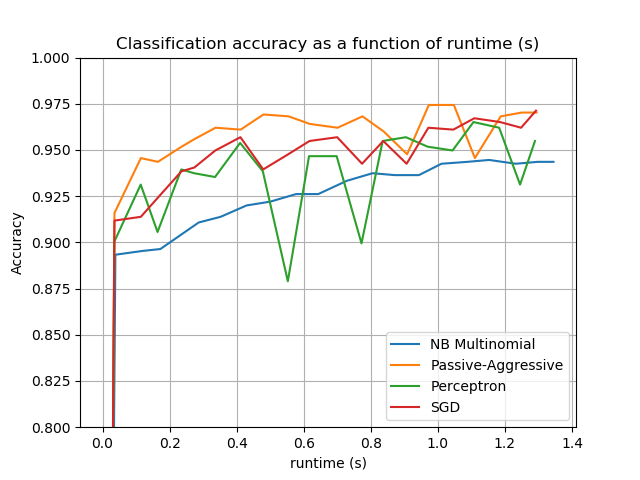 Classification accuracy as a function of runtime (s)
1.000
0.975
0.950
0.925
0.900
0.875
0.850
0.825
0.800
Accuracy
NB Multinomial
Passive-Aggressive
Perceptron
SGD
0.0 0.2 0.4 0.6 0.8 1.0 1.2 1.4
runtime (s)